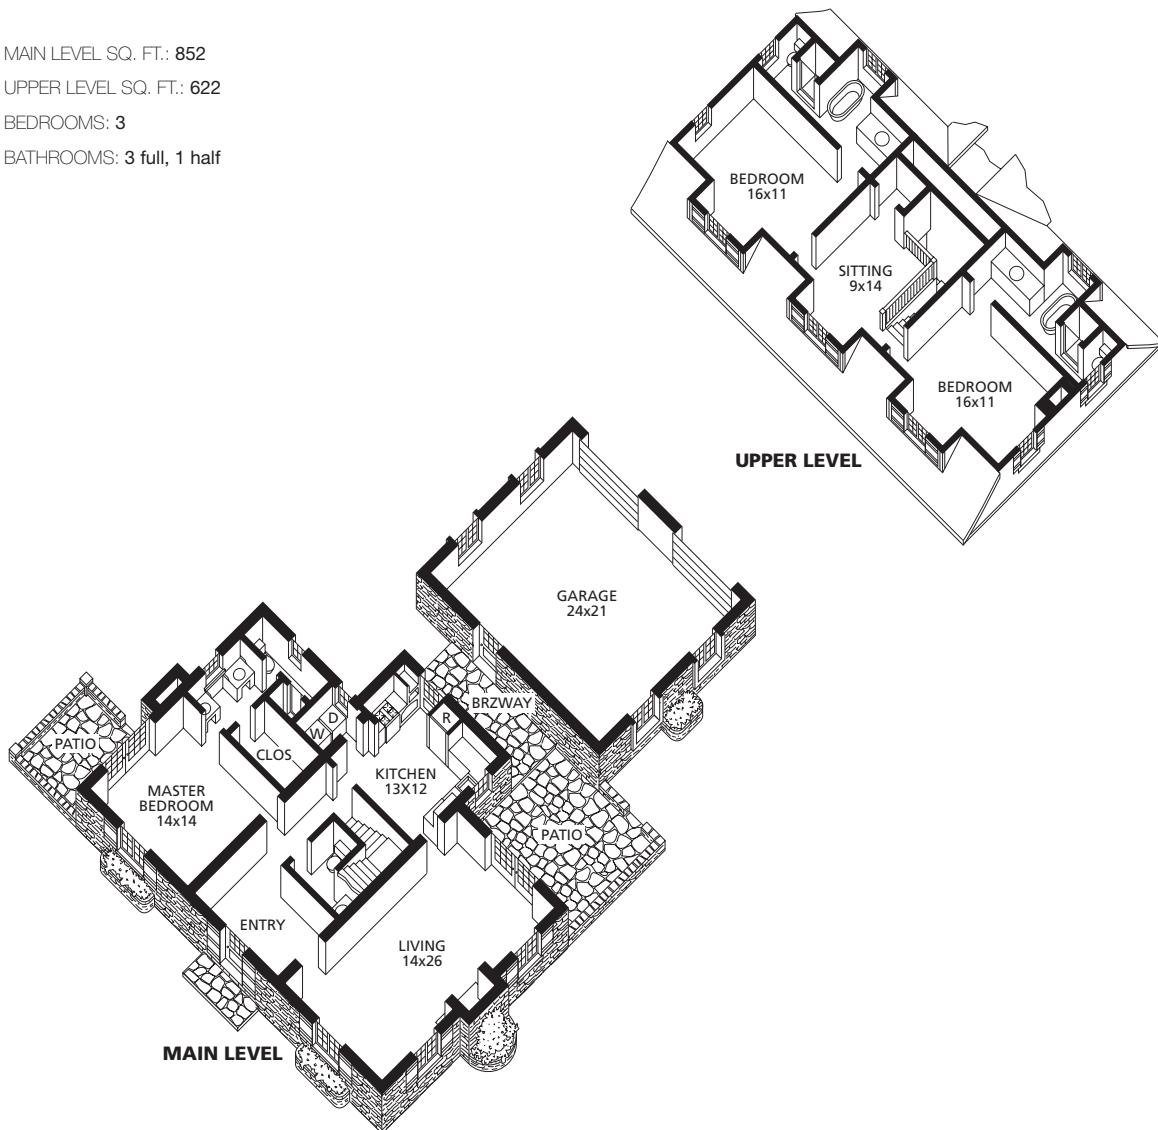 MAIN LEVEL SQ. FT.: 852
UPPER LEVEL SQ. FT.: 622
BEDROOMS: 3
BATHROOMS: 3 full, 1 half
BEDROOM
16x11
SITTING
9x14
BEDROOM
16x11
UPPER LEVEL
GARAGE
24x21
BRZWAY
PATIO
D
W
R
CLOS
KITCHEN
13X12
MASTER
BEDROOM
14x14
PATIO
ENTRY
LIVING
14x26
MAIN LEVEL